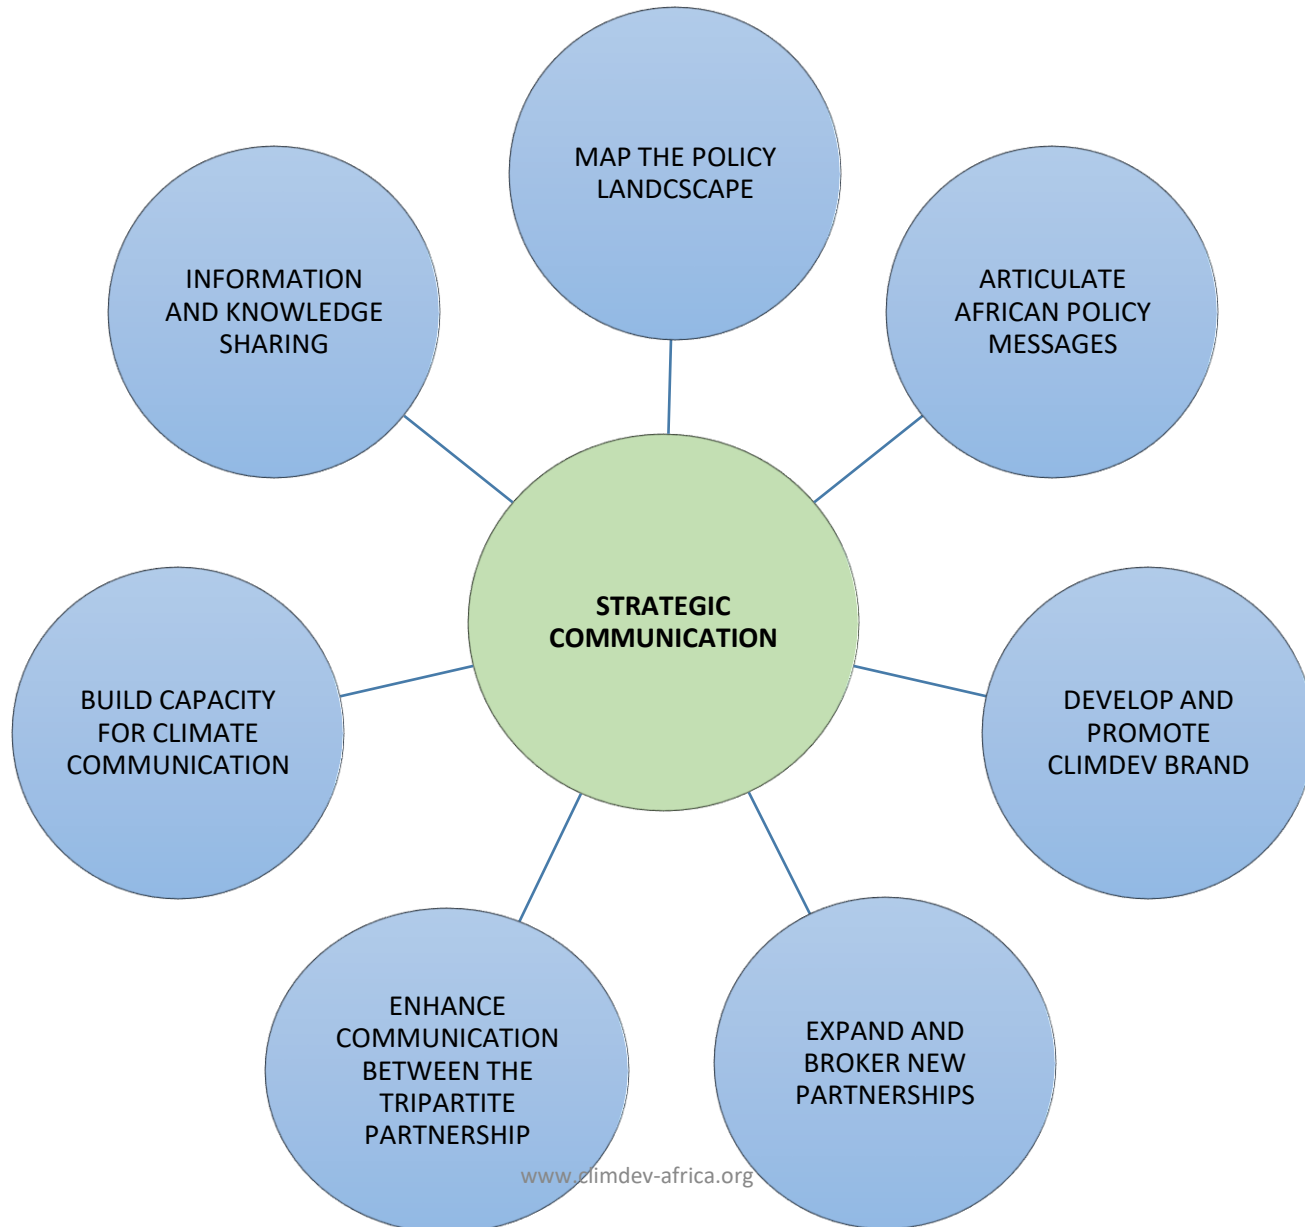 MAP THE POLICY
LANDCSCAPE
INFORMATION
AND KNOWLEDGE
SHARING
ARTICULATE
AFRICAN POLICY
MESSAGES
STRATEGIC
COMMUNICATION
BUILD CAPACITY
FOR CLIMATE
COMMUNICATION
DEVELOP AND
PROMOTE
CLIMDEV BRAND
ENHANCE
COMMUNICATION
BETWEEN THE
TRIPARTITE
PARTNERSHIP
EXPAND AND
BROKER NEW
PARTNERSHIPS
www.climdev-africa.org